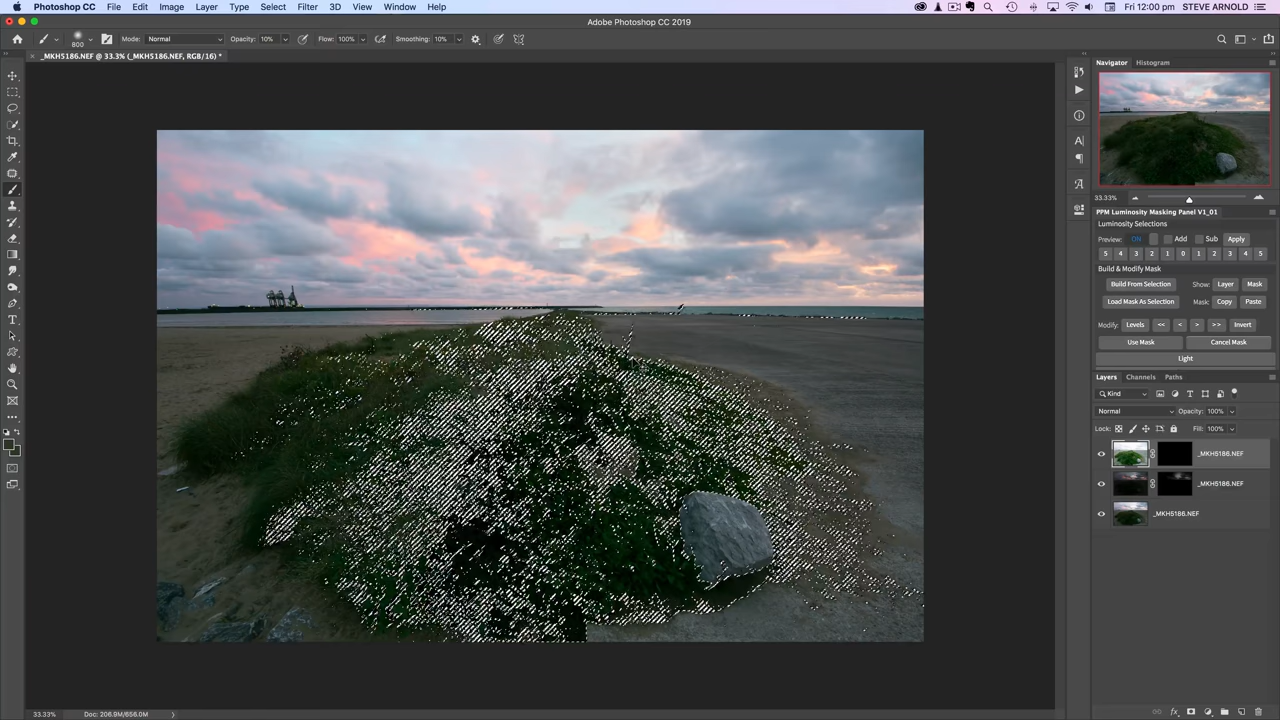 Photoshop CC File Edit Image Layer Type Select Filter 3D View Window Help Fri 12:00 pm STEVE ARNOLD
Adobe Photoshop CC 2019
800 Mode: Normal Opacity: 10% Flow: 100% Smoothing: 10%
_MKH5186.NEF @ 33.3% (_MKH5186.NEF, RGB/16) *
Navigator Histogram
33.33%
PPM Luminosity Masking Panel V1_01
Luminosity Selections
Preview: ON Add Sub Apply
5 4 3 2 1 0 1 2 3 4 5
Build & Modify Mask
Build From Selection Show: Layer Mask
Load Mask As Selection Mask: Copy Paste
Modify: Levels << < > >> Invert
Use Mask Cancel Mask
Light
Layers Channels Paths
Kind
Normal Opacity: 100%
Lock: Fill: 100%
_MKH5186.NEF
_MKH5186.NEF
_MKH5186.NEF
33.33% Doc: 206.9M/656.0M